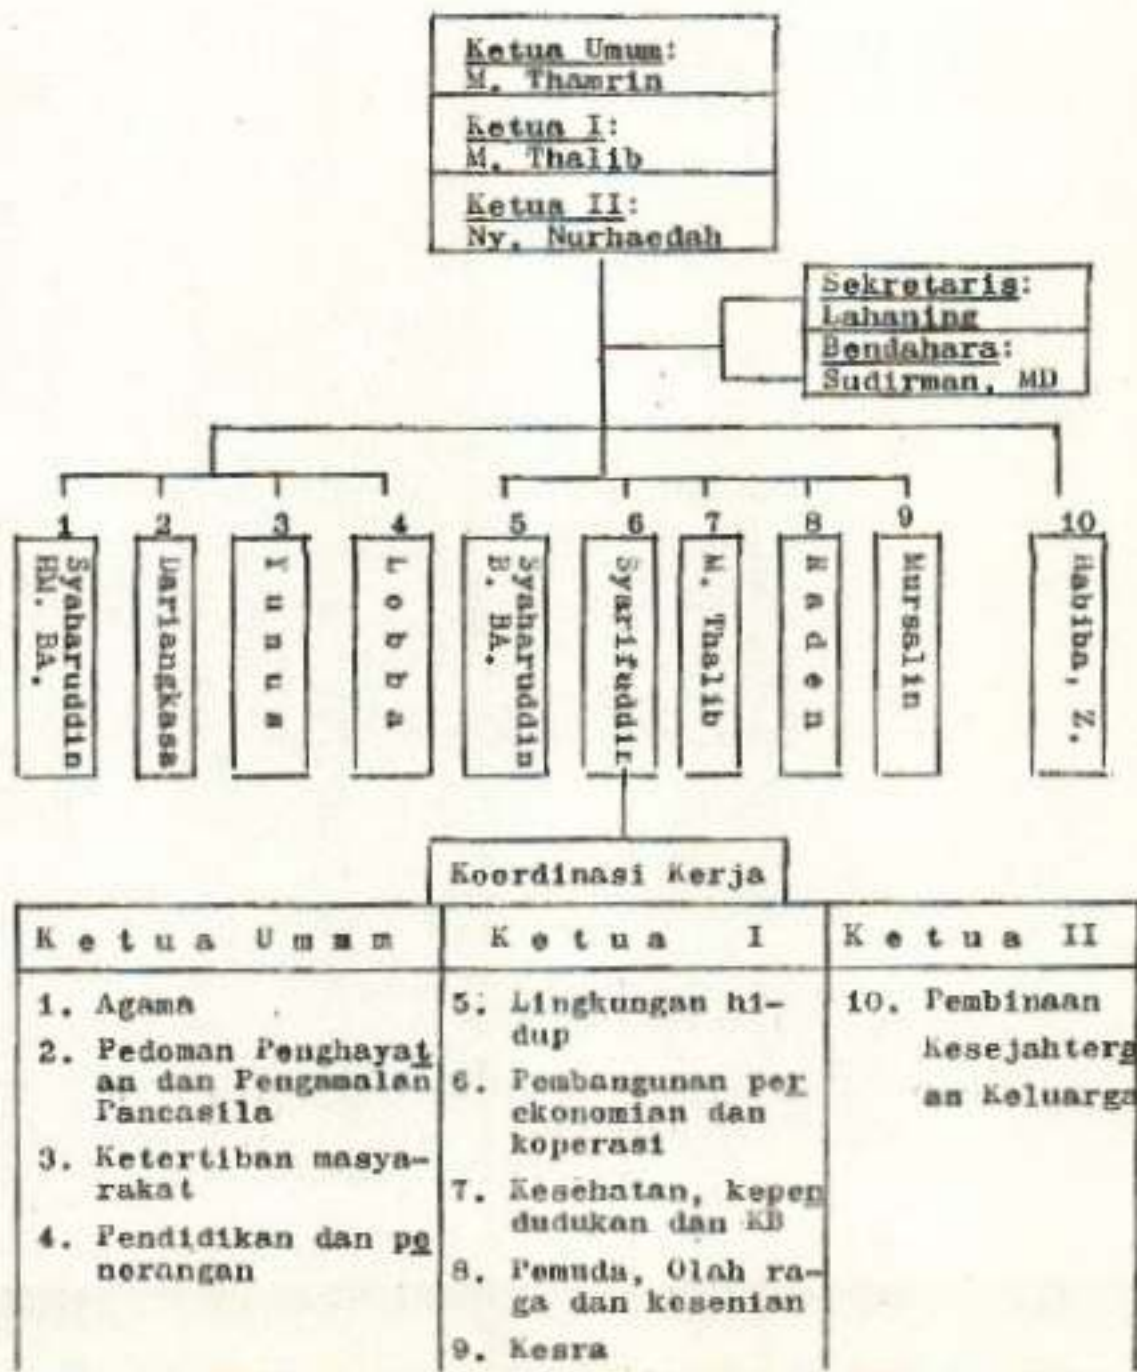 Ketua Umum:
M. Thamrin
Ketua I:
M. Thalib
Ketua II:
Ny. Nurhaedah
Sekretaris:
Lahaning
Bendahara:
Sudirman, MD
1 2 3 4 5 6 7 8 9 10
Syaharuddin
HM. BA.
Dariangkasa
Y u n u s
L o b b a
Syaharuddin
B. BA.
Syarifuddin
M. Thalib
R a d e n
Mursalin
Habiba, Z.
Koordinasi Kerja
K e t u a U m u m
1. Agama
2. Pedoman Penghayat
an dan Pengamalan
Pancasila
3. Ketertiban masya-
rakat
4. Pendidikan dan pe
nerangan
K e t u a I
5. Lingkungan hi-
dup
6. Pembangunan per
ekonomian dan
koperasi
7. Kesehatan, kepen
dudukan dan KB
8. Pemuda, Olah ra-
ga dan kesenian
9. Kesra
K e t u a II
10. Pembinaan
Kesejahtera
an Keluarga